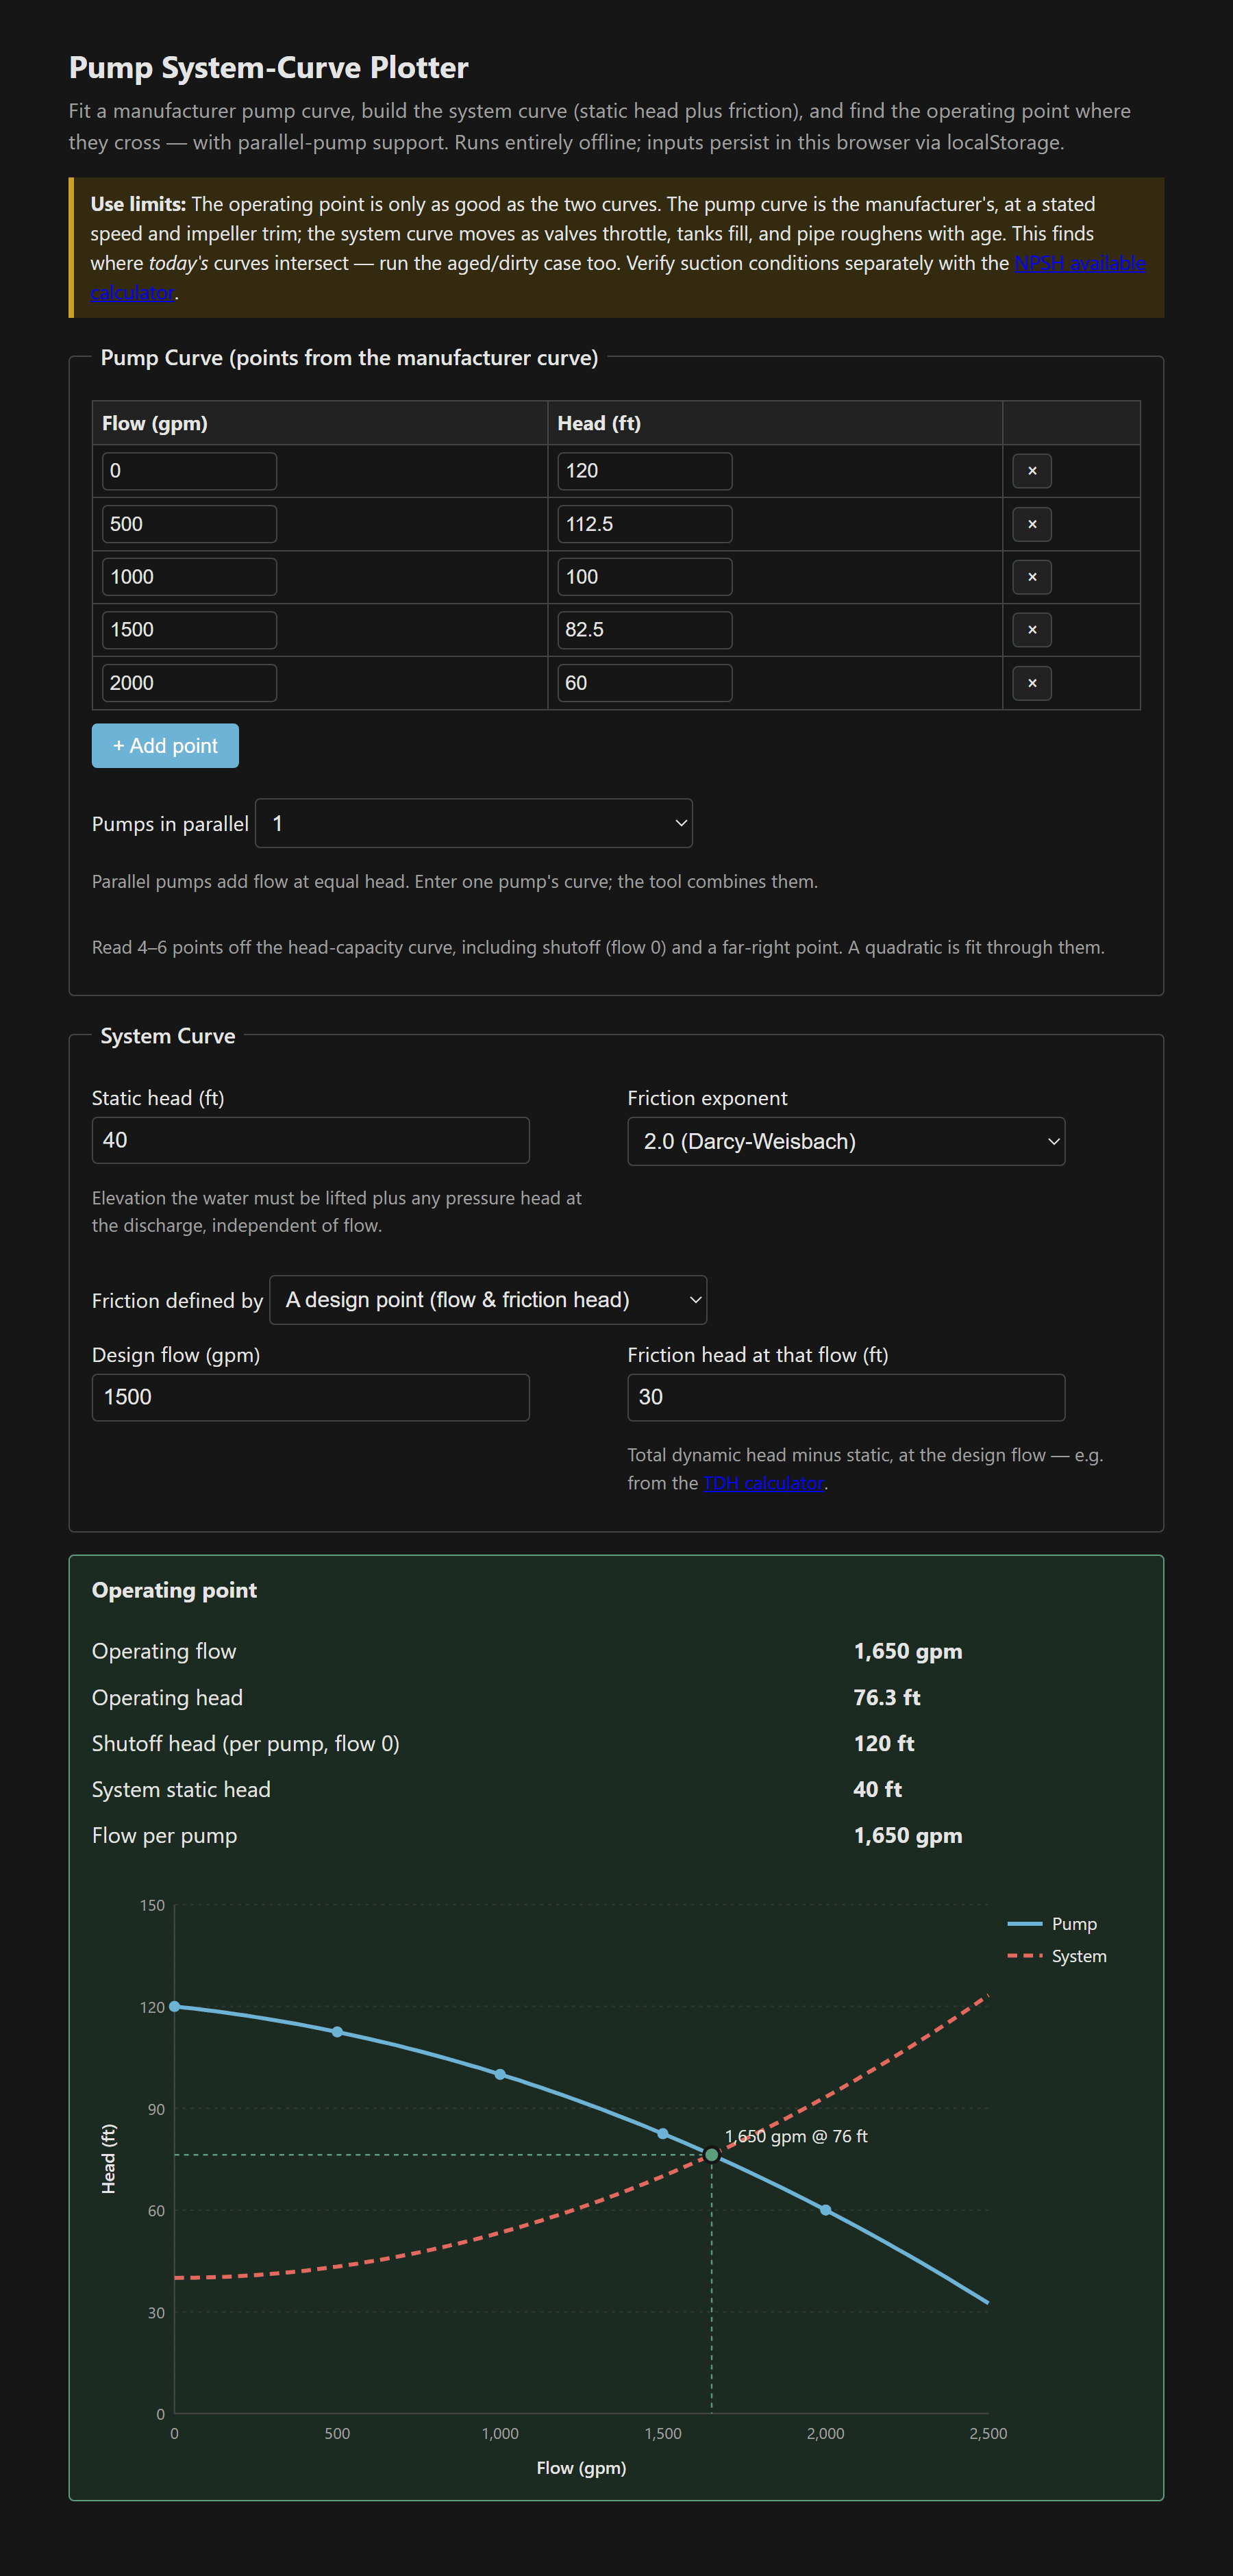 Pump System-Curve Plotter
Fit a manufacturer pump curve, build the system curve (static head plus friction), and find the operating point where
they cross — with parallel-pump support. Runs entirely offline; inputs persist in this browser via localStorage.
Use limits: The operating point is only as good as the two curves. The pump curve is the manufacturer's, at a stated
speed and impeller trim; the system curve moves as valves throttle, tanks fill, and pipe roughens with age. This finds
where today's curves intersect — run the aged/dirty case too. Verify suction conditions separately with the NPSH available
calculator.
Pump Curve (points from the manufacturer curve)
Flow (gpm) Head (ft)
0 120 ×
500 112.5 ×
1000 100 ×
1500 82.5 ×
2000 60 ×
+ Add point
Pumps in parallel 1
Parallel pumps add flow at equal head. Enter one pump's curve; the tool combines them.
Read 4–6 points off the head-capacity curve, including shutoff (flow 0) and a far-right point. A quadratic is fit through them.
System Curve
Static head (ft) Friction exponent
40 2.0 (Darcy-Weisbach)
Elevation the water must be lifted plus any pressure head at
the discharge, independent of flow.
Friction defined by A design point (flow & friction head)
Design flow (gpm) Friction head at that flow (ft)
1500 30
Total dynamic head minus static, at the design flow — e.g.
from the TDH calculator.
Operating point
Operating flow 1,650 gpm
Operating head 76.3 ft
Shutoff head (per pump, flow 0) 120 ft
System static head 40 ft
Flow per pump 1,650 gpm
150
Pump
System
120
90
1,650 gpm @ 76 ft
Head (ft)
60
30
0
0 500 1,000 1,500 2,000 2,500
Flow (gpm)